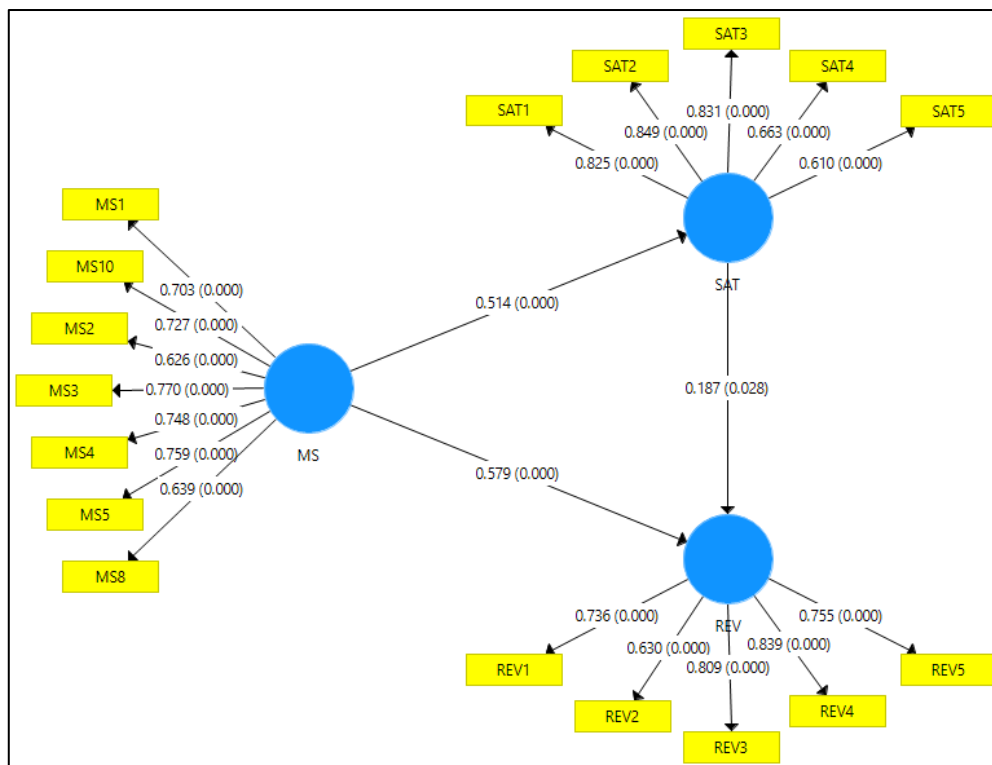 SAT3
SAT2
SAT4
SAT1
SAT5
0.831 (0.000)
0.849 (0.000)
0.663 (0.000)
0.825 (0.000)
0.610 (0.000)
SAT
MS1
MS10
MS2
MS3
MS4
MS5
MS8
0.703 (0.000)
0.727 (0.000)
0.626 (0.000)
0.770 (0.000)
0.748 (0.000)
0.759 (0.000)
0.639 (0.000)
MS
0.514 (0.000)
0.187 (0.028)
0.579 (0.000)
REV
0.736 (0.000)
0.630 (0.000)
0.809 (0.000)
0.839 (0.000)
0.755 (0.000)
REV1
REV2
REV3
REV4
REV5